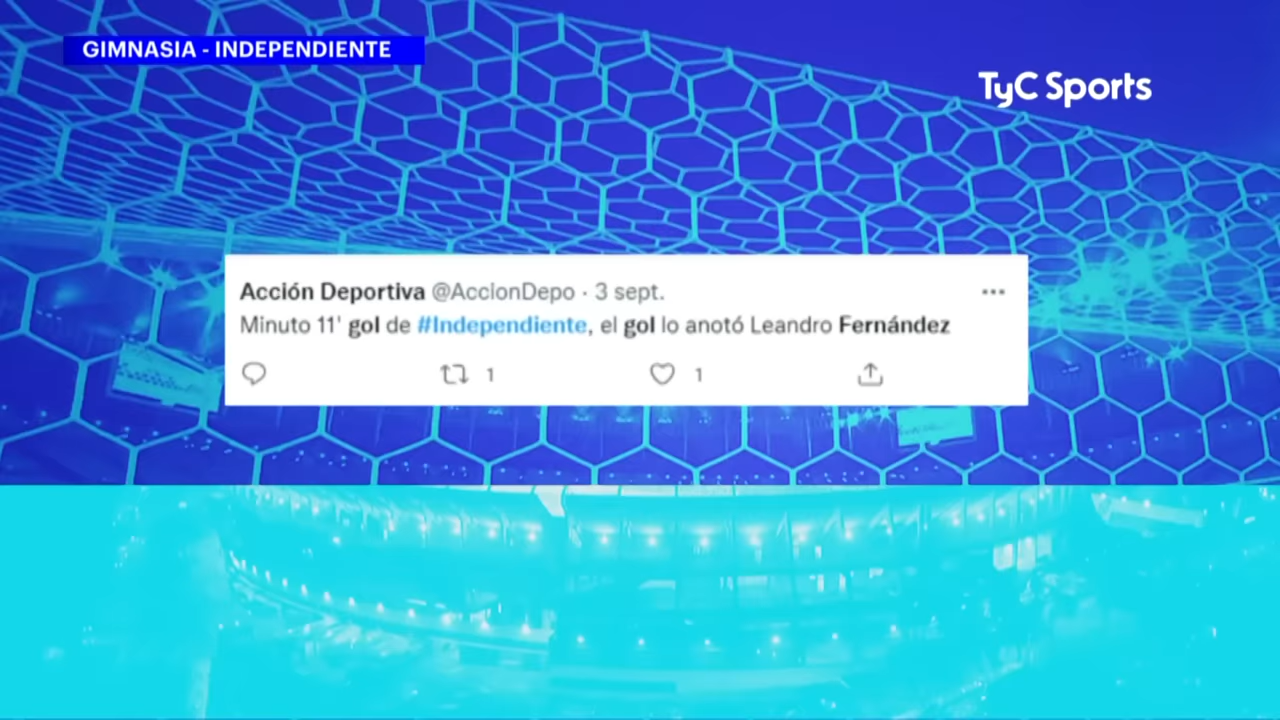 GIMNASIA - INDEPENDIENTE
TyC Sports
Acción Deportiva @AccionDepo · 3 sept.
Minuto 11' gol de #Independiente, el gol lo anotó Leandro Fernández
1 1